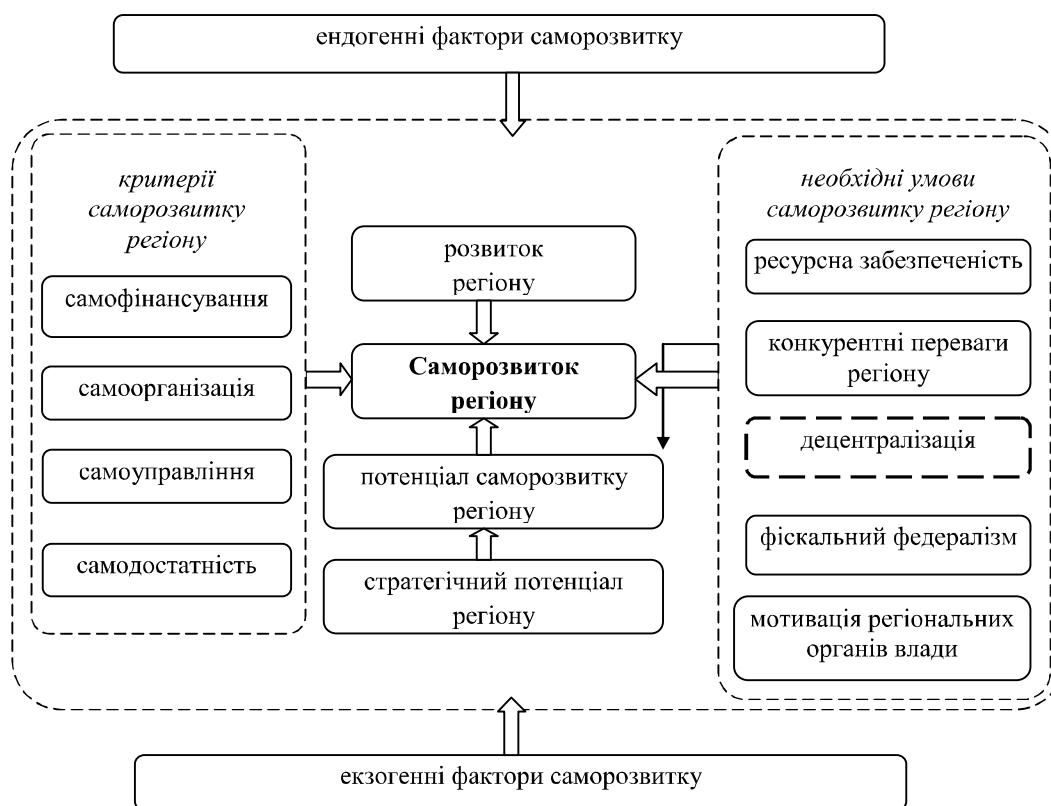 ендогенні фактори саморозвитку
критерії
саморозвитку
регіону
самофінансування
самоорганізація
самоуправління
самодостатність
розвиток
регіону
Саморозвиток
регіону
потенціал саморозвитку
регіону
стратегічний потенціал
регіону
необхідні умови
саморозвитку регіону
ресурсна забезпеченість
конкурентні переваги
регіону
децентралізація
фіскальний федералізм
мотивація регіональних
органів влади
екзогенні фактори саморозвитку